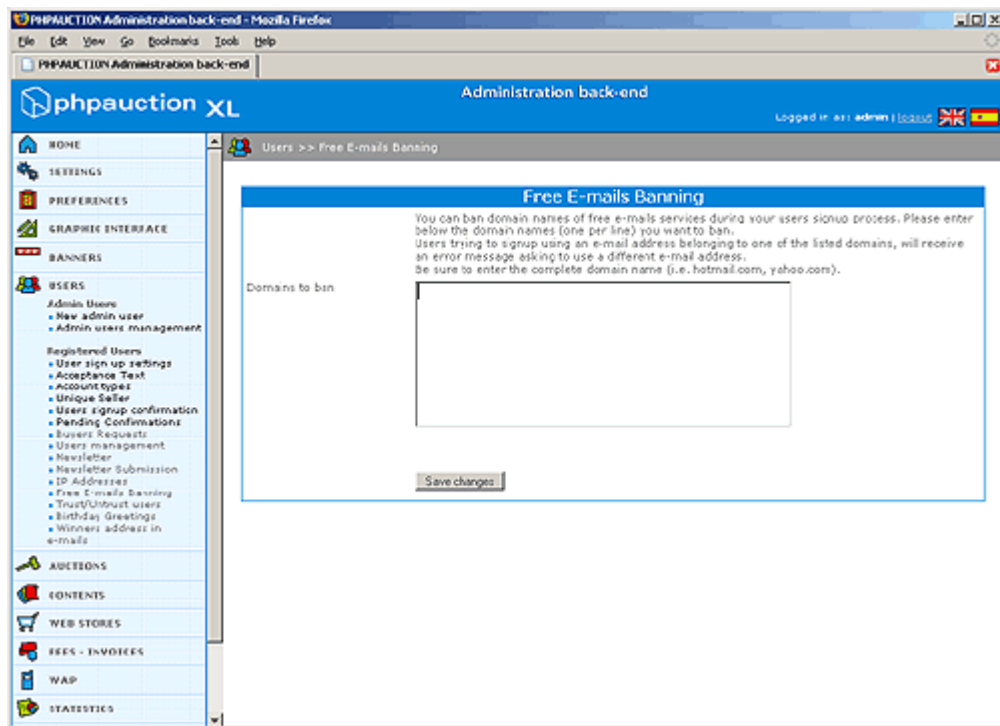 PHPAUCTION Administration back-end - Mozilla Firefox
File Edit View Go Bookmarks Tools Help
PHPAUCTION Administration back-end
phpauction XL
Administration back-end
Logged in as: admin | logout
HOME
SETTINGS
PREFERENCES
GRAPHIC INTERFACE
BANNERS
USERS
Admin Users
New admin user
Admin users management
Registered Users
User sign up settings
Acceptance Text
Account types
Unique Seller
Users signup confirmation
Pending Confirmations
Buyers Requests
Users management
Newsletter
Newsletter Submission
IP Addresses
Free E-mails Banning
Trust/Untrust users
Birthday Greetings
Winners address in
e-mails
AUCTIONS
CONTENTS
WEB STORES
FEES - INVOICES
WAP
STATISTICS
Users >> Free E-mails Banning
Free E-mails Banning
You can ban domain names of free e-mails services during your users signup process. Please enter
below the domain names (one per line) you want to ban.
Users trying to signup using an e-mail address belonging to one of the listed domains, will receive
an error message asking to use a different e-mail address.
Be sure to enter the complete domain name (i.e. hotmail.com, yahoo.com).
Domains to ban
Save changes